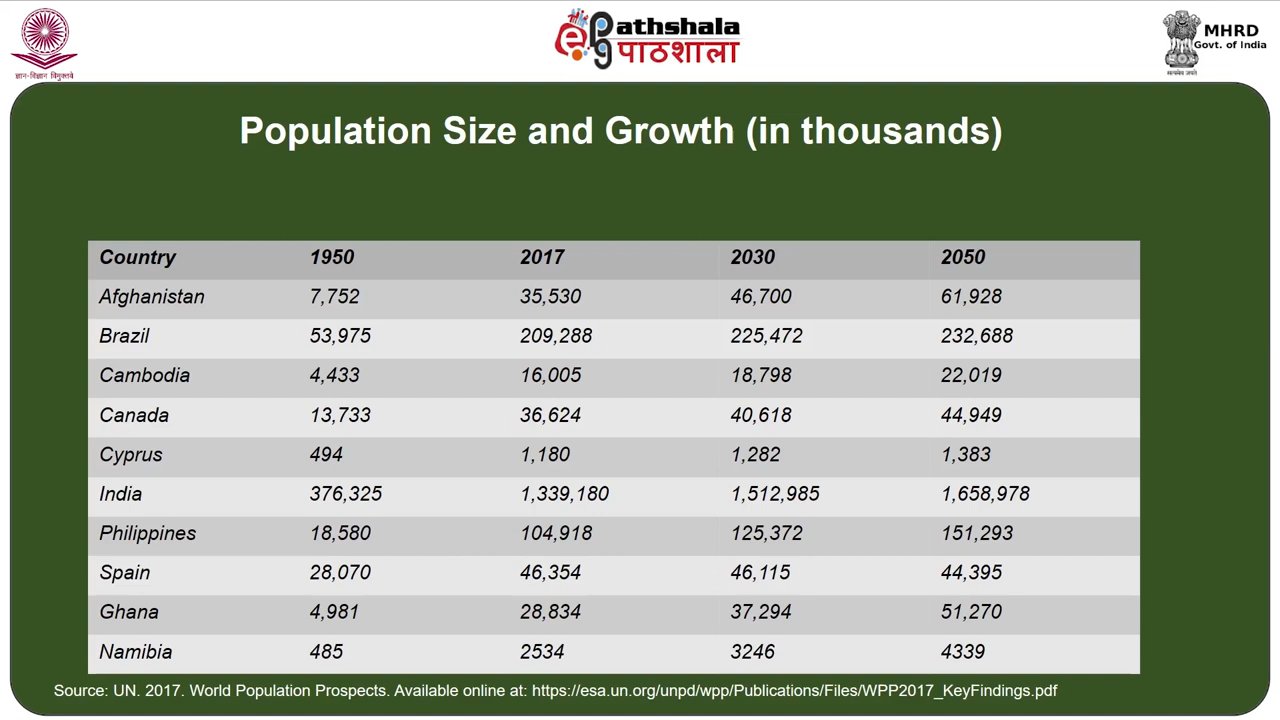 ज्ञान-विज्ञान विमुक्तये
ePG Pathshala
पाठशाला
MHRD
Govt. of India
सत्यमेव जयते
Population Size and Growth (in thousands)
Country 1950 2017 2030 2050
Afghanistan 7,752 35,530 46,700 61,928
Brazil 53,975 209,288 225,472 232,688
Cambodia 4,433 16,005 18,798 22,019
Canada 13,733 36,624 40,618 44,949
Cyprus 494 1,180 1,282 1,383
India 376,325 1,339,180 1,512,985 1,658,978
Philippines 18,580 104,918 125,372 151,293
Spain 28,070 46,354 46,115 44,395
Ghana 4,981 28,834 37,294 51,270
Namibia 485 2534 3246 4339
Source: UN. 2017. World Population Prospects. Available online at: https://esa.un.org/unpd/wpp/Publications/Files/WPP2017_KeyFindings.pdf